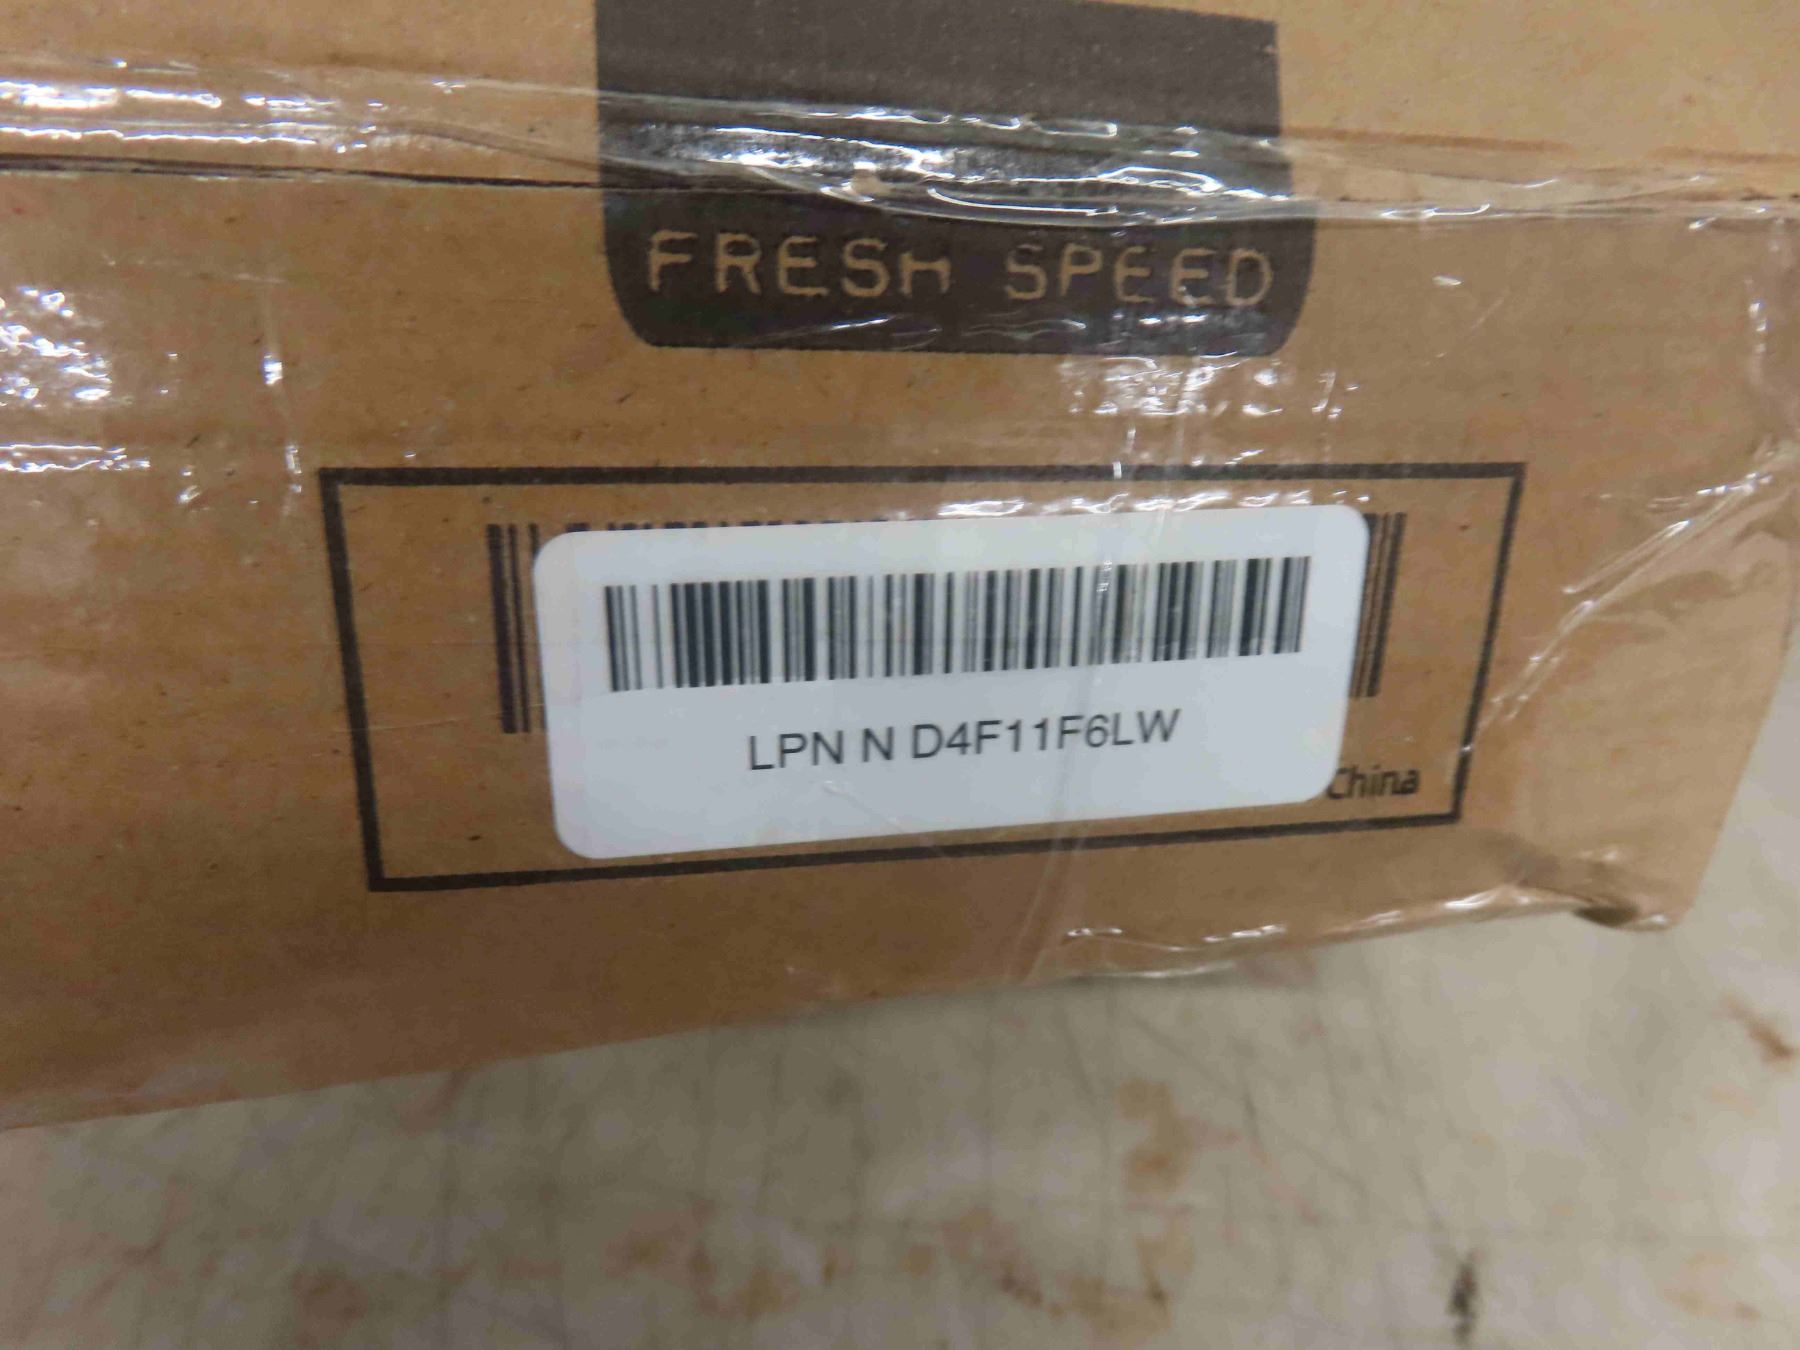 FRESH SPEED
LPN N D4F11F6LW
China